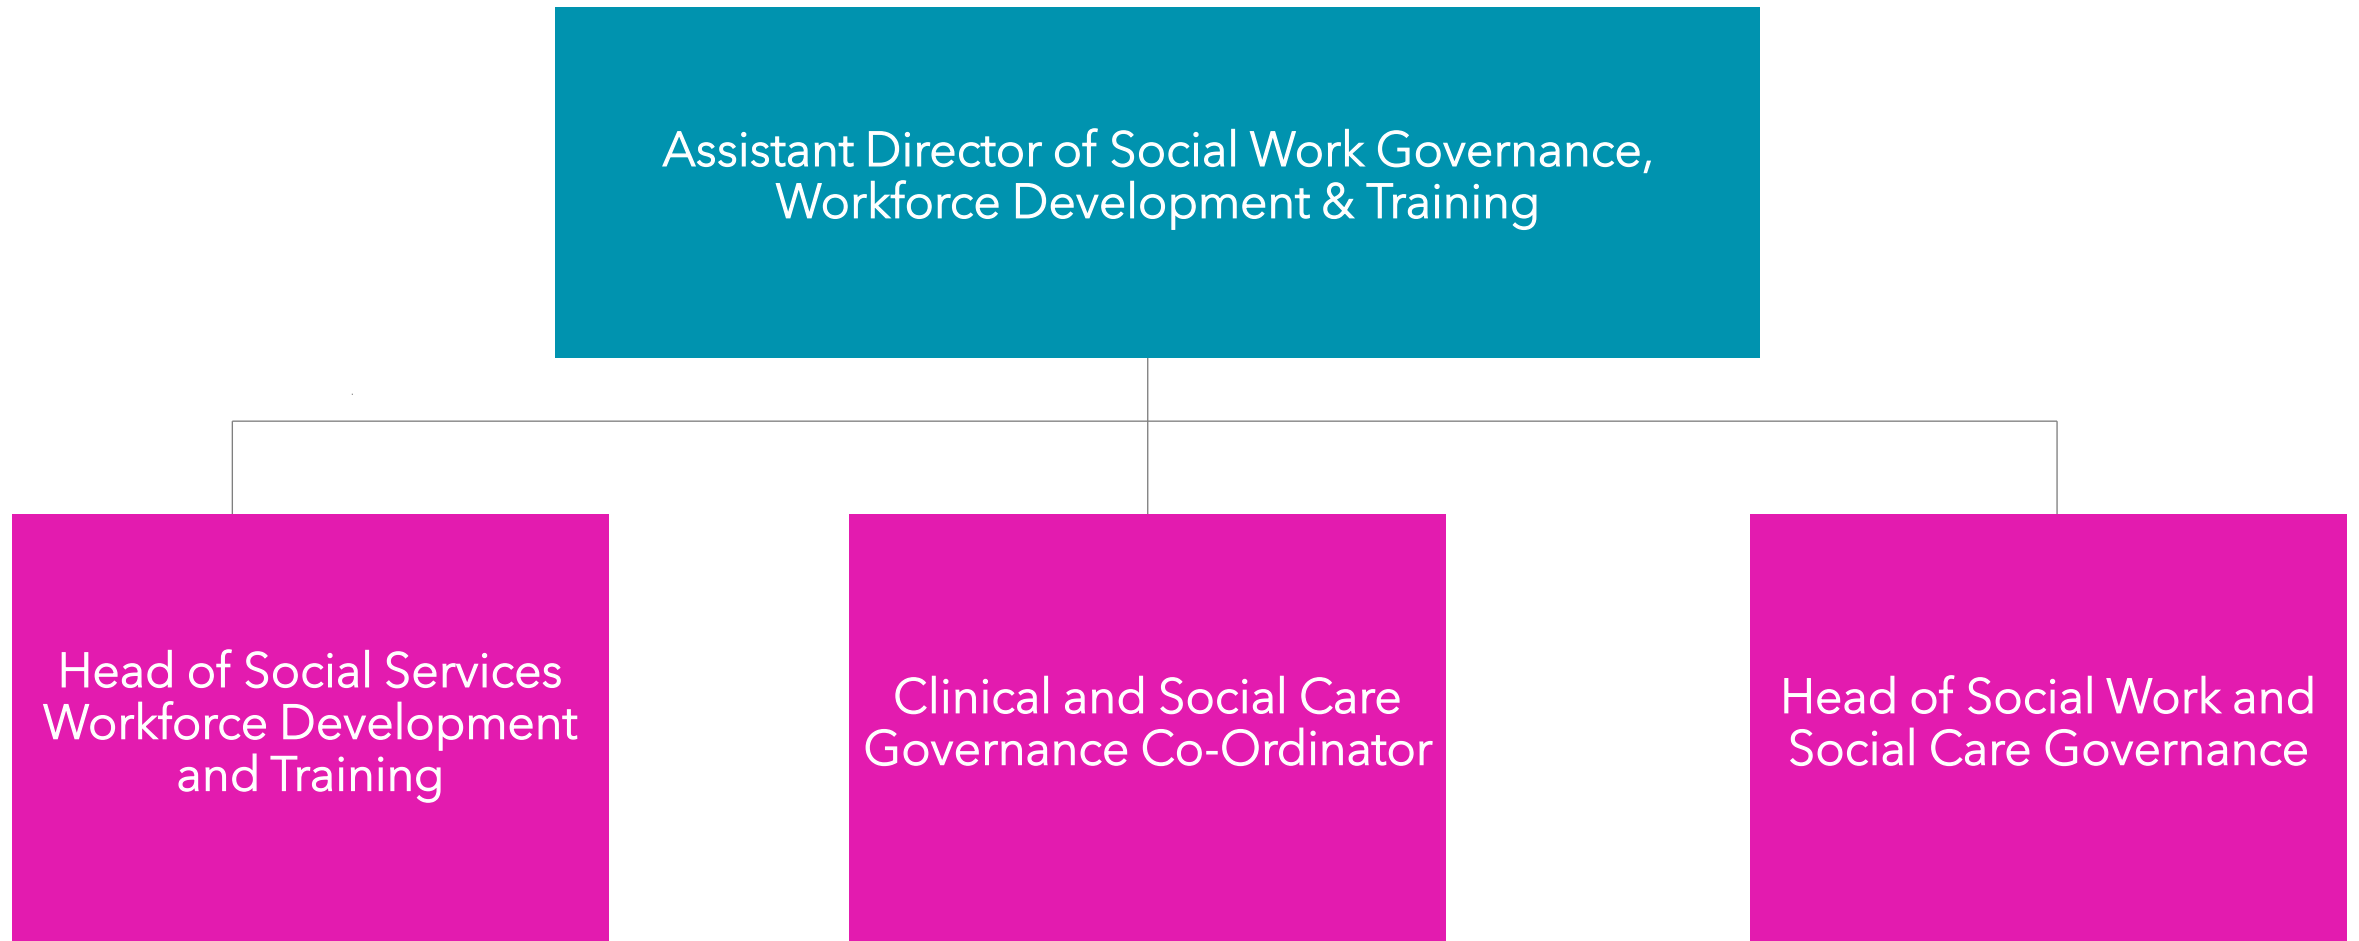 Assistant Director of Social Work Governance,
Workforce Development & Training
Head of Social Services
Workforce Development
and Training
Clinical and Social Care
Governance Co-Ordinator
Head of Social Work and
Social Care Governance